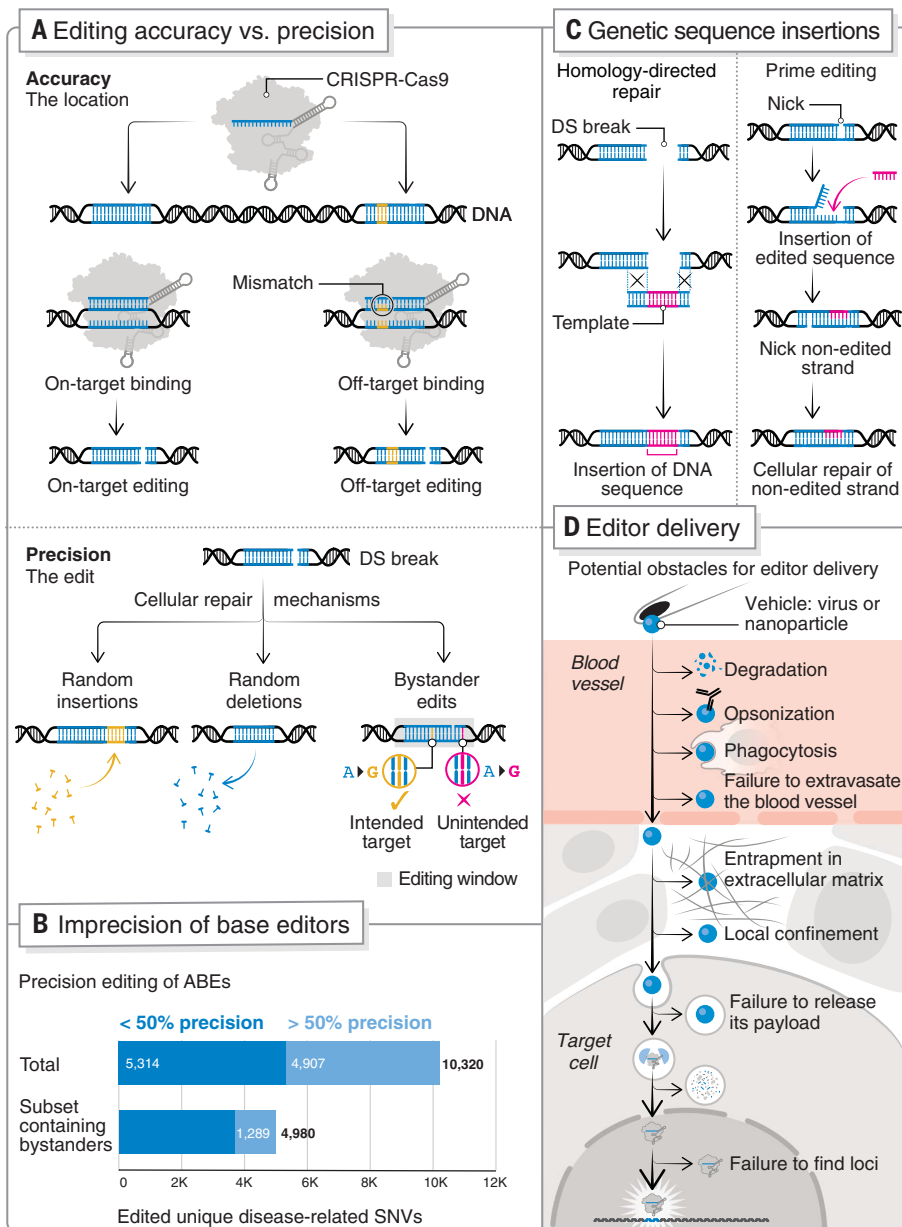 A Editing accuracy vs. precision
Accuracy
The location
CRISPR-Cas9
DNA
Mismatch
On-target binding
Off-target binding
On-target editing
Off-target editing
Precision
The edit
DS break
Cellular repair mechanisms
Random
insertions
Random
deletions
Bystander
edits
A G
A G
Intended
target
Unintended
target
Editing window
B Imprecision of base editors
Precision editing of ABEs
< 50% precision > 50% precision
Total
5,314 4,907 10,320
Subset
containing
bystanders
1,289 4,980
0 2K 4K 6K 8K 10K 12K
Edited unique disease-related SNVs
C Genetic sequence insertions
Homology-directed
repair
DS break
Template
Insertion of DNA
sequence
Prime editing
Nick
Insertion of
edited sequence
Nick non-edited
strand
Cellular repair of
non-edited strand
D Editor delivery
Potential obstacles for editor delivery
Vehicle: virus or
nanoparticle
Blood
vessel
Degradation
Opsonization
Phagocytosis
Failure to extravasate
the blood vessel
Entrapment in
extracellular matrix
Local confinement
Failure to release
its payload
Target
cell
Failure to find loci